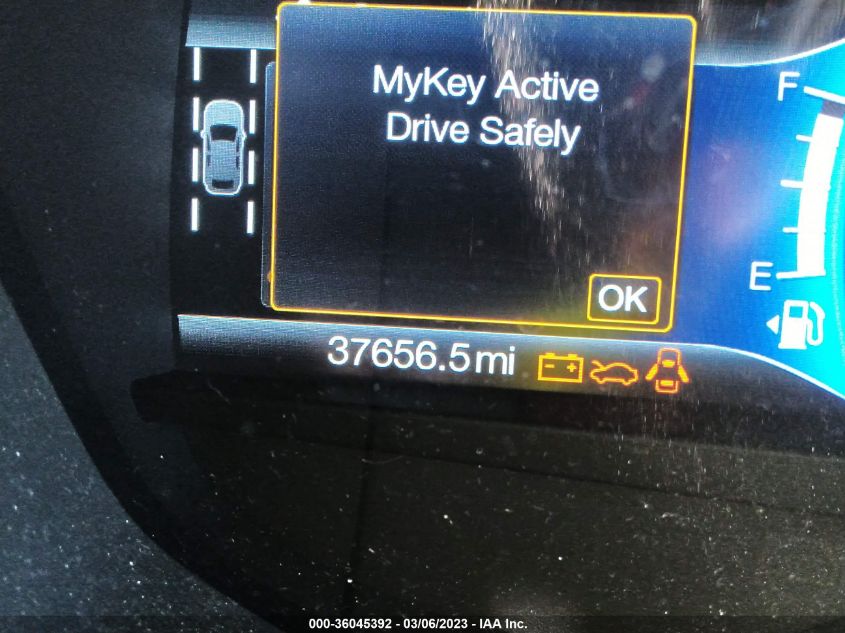 MyKey Active
Drive Safely
F
E
OK
37656.5 mi
000-36045392 - 03/06/2023 - IAA Inc.